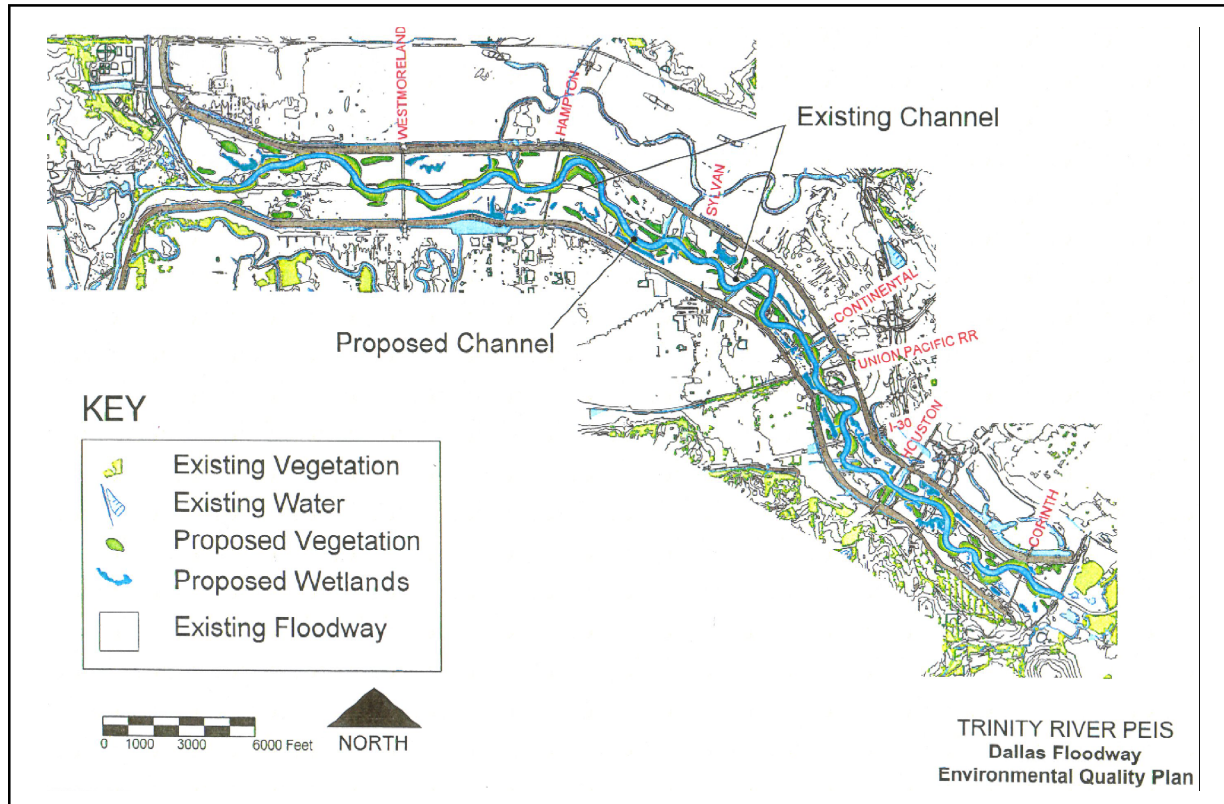 WESTMORELAND
HAMPTON
Existing Channel
SYLVAN
CONTINENTAL
Proposed Channel
UNION PACIFIC RR
KEY
I-30
HOUSTON
Existing Vegetation
Existing Water
Proposed Vegetation
CORINTH
Proposed Wetlands
Existing Floodway
0 1000 3000 6000 Feet
NORTH
TRINITY RIVER PEIS
Dallas Floodway
Environmental Quality Plan